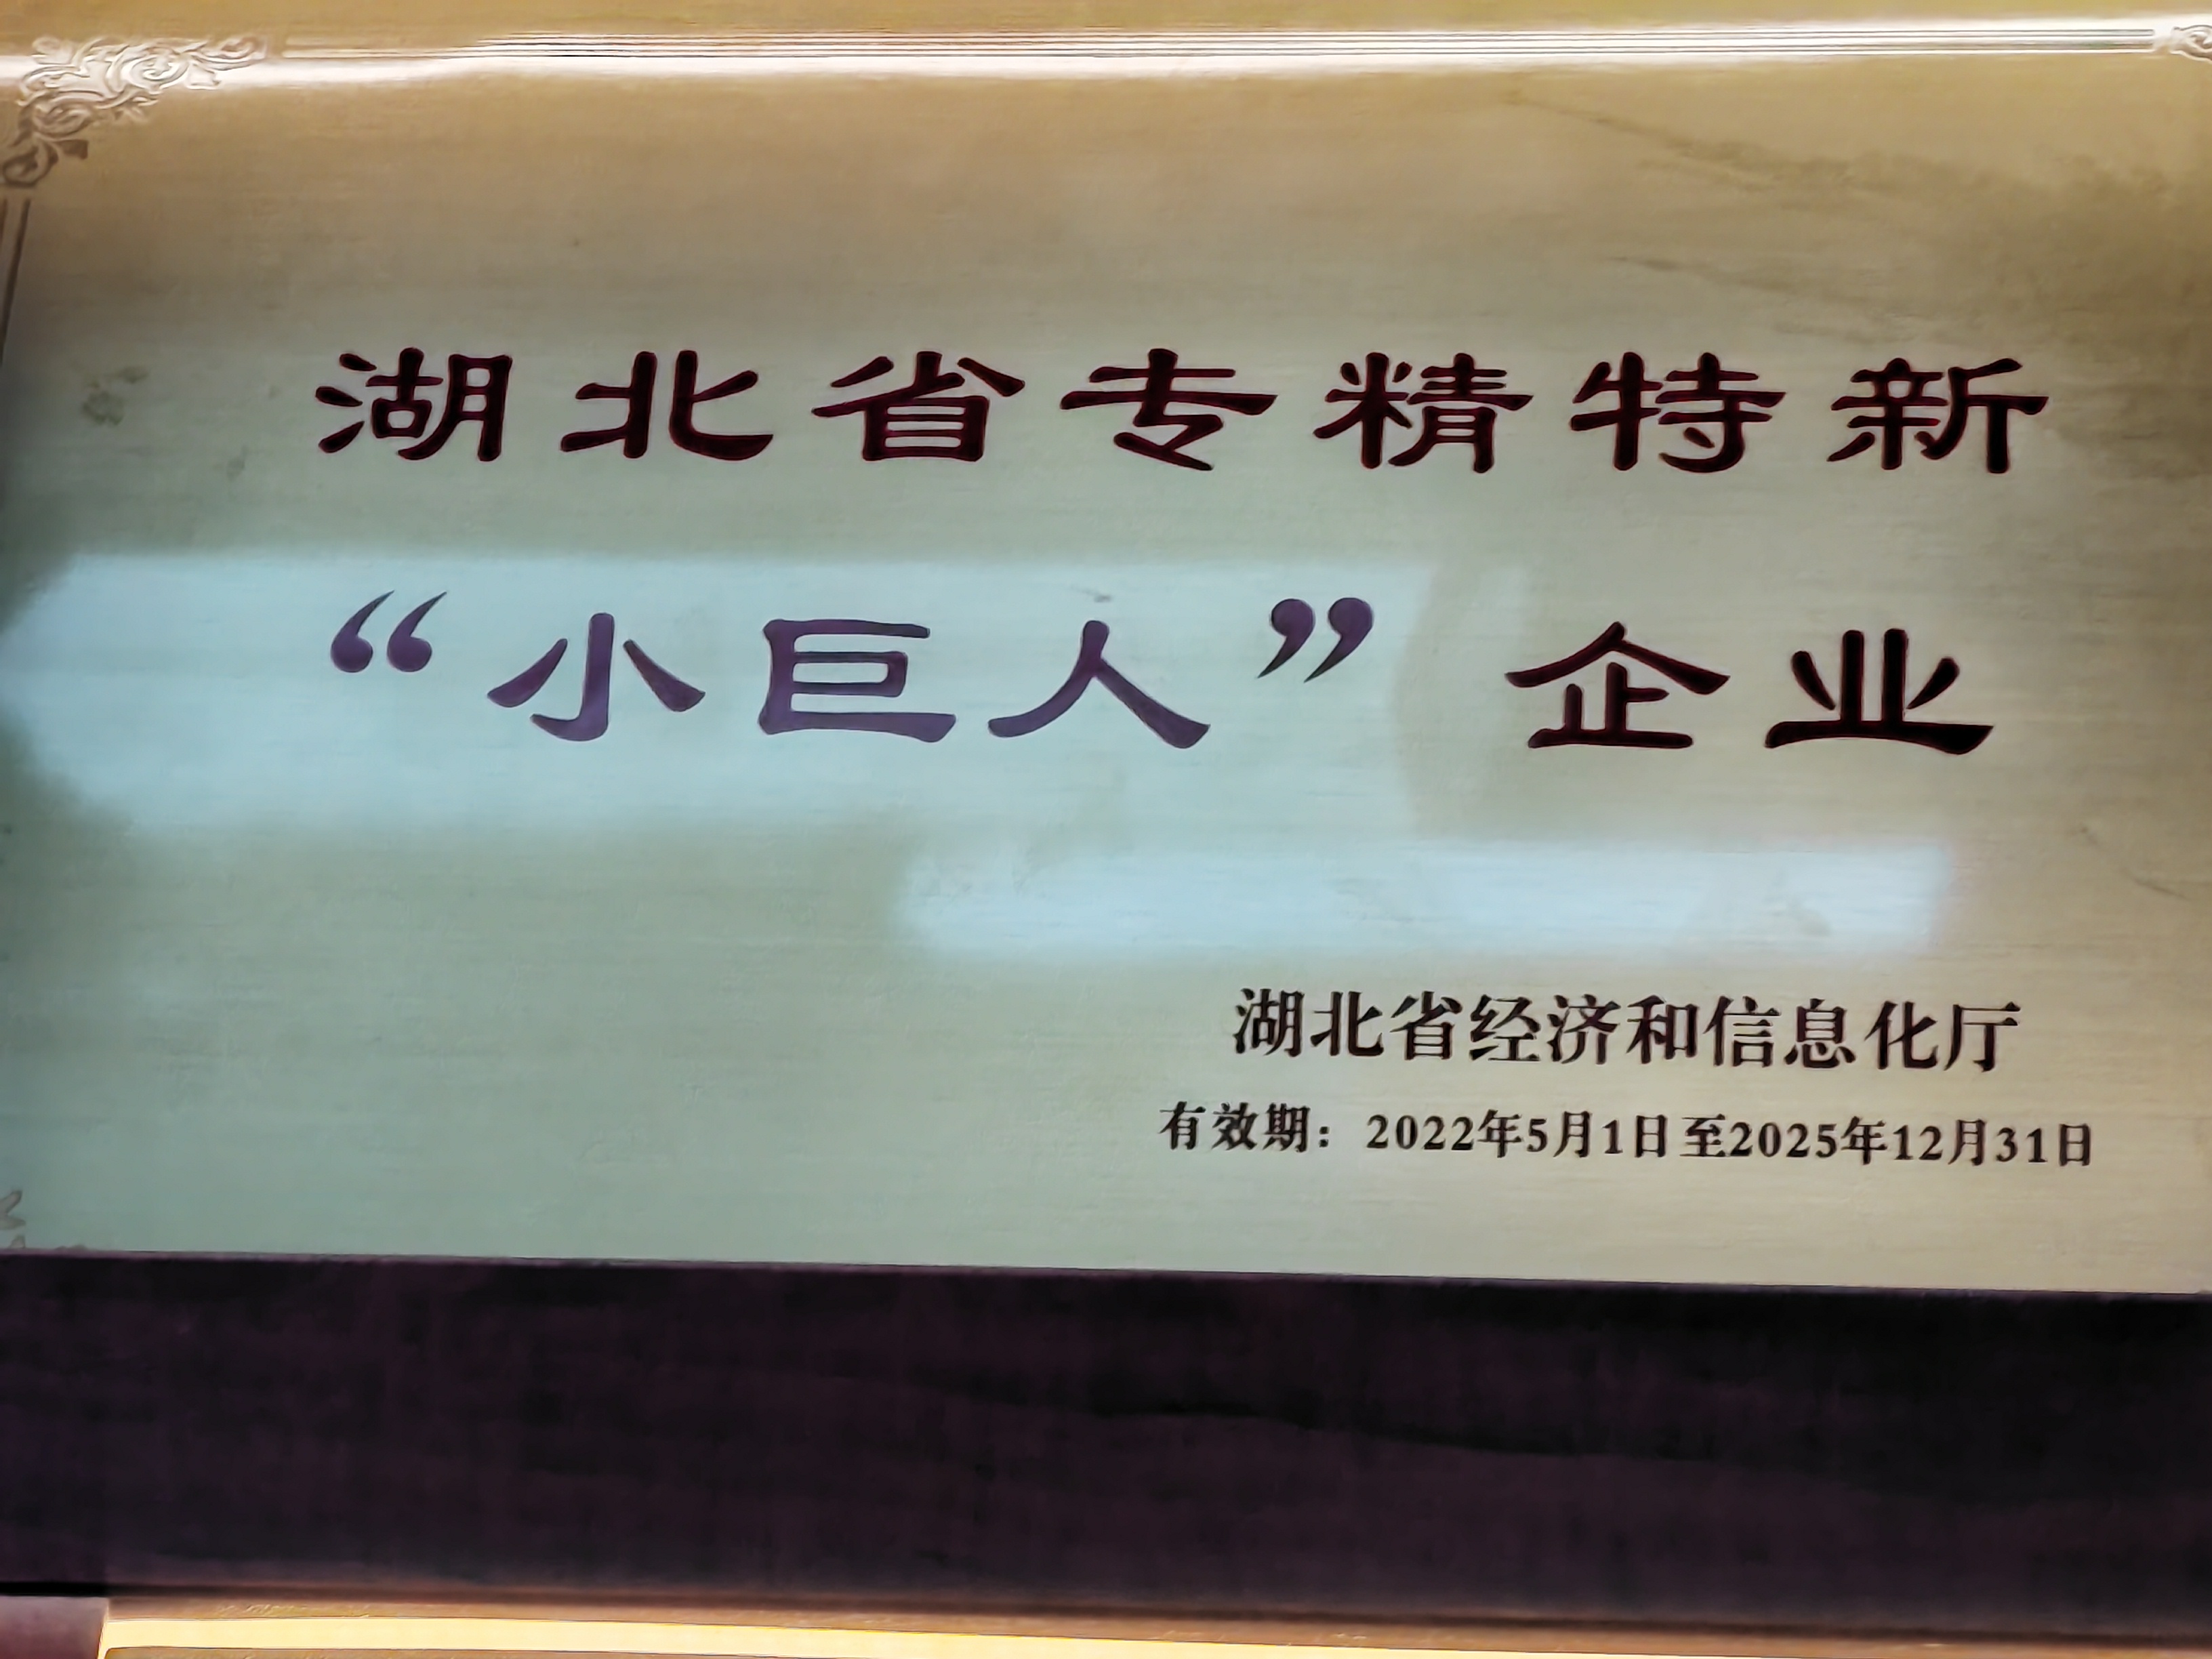 湖北省专精特新
“小巨人”企业
湖北省经济和信息化厅
有效期：2022年5月1日至2025年12月31日